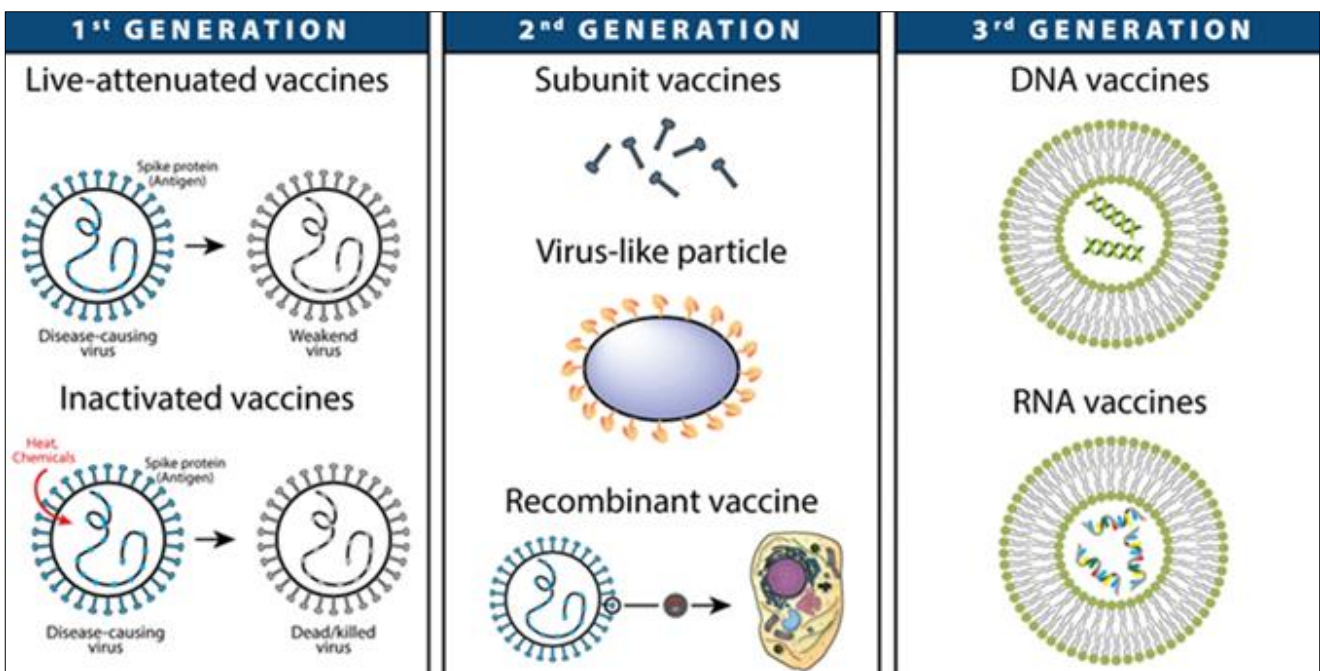 1st GENERATION
Live-attenuated vaccines
Spike protein
(Antigen)
Disease-causing
virus
Weakend
virus
Inactivated vaccines
Heat,
Chemicals
Spike protein
(Antigen)
Disease-causing
virus
Dead/killed
virus
2nd GENERATION
Subunit vaccines
Virus-like particle
Recombinant vaccine
3rd GENERATION
DNA vaccines
RNA vaccines